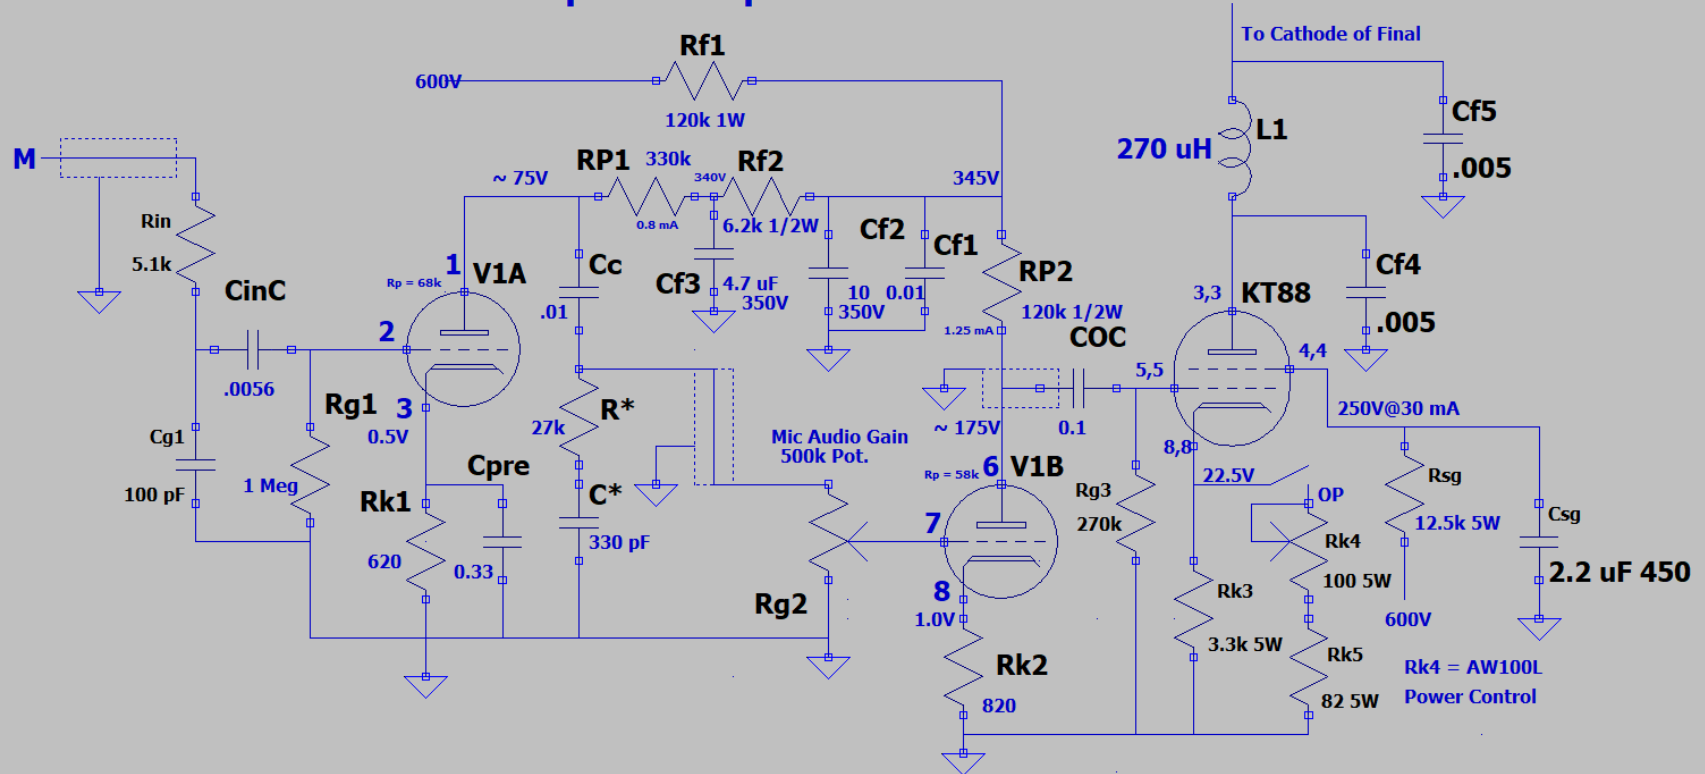 To Cathode of Final
Rf1
600V
120k 1W
Cf5
L1
270 uH
.005
M
RP1
330k
Rf2
~ 75V
340V
345V
0.8 mA
6.2k 1/2W
Rin
5.1k
Cf2
Cf1
Cc
Cf3
4.7 uF
350V
10
0.01
350V
RP2
120k 1/2W
1.25 mA
Cf4
.005
3,3
KT88
CinC
1
V1A
Rp = 68k
2
.01
COC
4,4
5,5
.0056
Rg1
3
0.5V
R*
27k
250V@30 mA
~ 175V
0.1
Cg1
100 pF
1 Meg
Mic Audio Gain
500k Pot.
8,8
22.5V
Rp = 58k
6
V1B
Cpre
C*
Rk1
Rg3
270k
OP
Rsg
12.5k 5W
Csg
7
330 pF
620
0.33
Rk4
100 5W
2.2 uF 450
Rg2
8
1.0V
Rk3
3.3k 5W
600V
Rk2
820
Rk5
82 5W
Rk4 = AW100L
Power Control